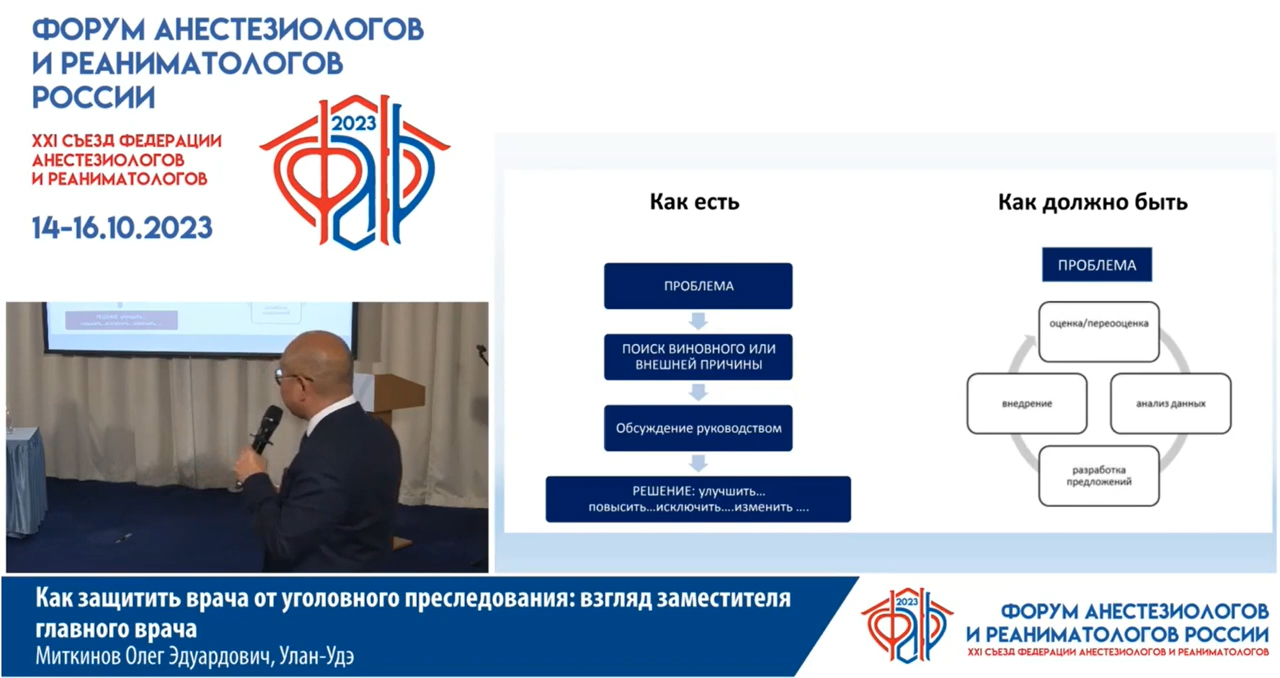 ФОРУМ АНЕСТЕЗИОЛОГОВ
И РЕАНИМАТОЛОГОВ
РОССИИ
XXI СЪЕЗД ФЕДЕРАЦИИ
АНЕСТЕЗИОЛОГОВ
И РЕАНИМАТОЛОГОВ
14-16.10.2023
2023
ФАР
Как есть
ПРОБЛЕМА
ПОИСК ВИНОВНОГО ИЛИ
ВНЕШНЕЙ ПРИЧИНЫ
Обсуждение руководством
РЕШЕНИЕ: улучшить...
повысить...исключить....изменить ....
Как должно быть
ПРОБЛЕМА
оценка/переооценка
анализ данных
разработка
предложений
внедрение
Как защитить врача от уголовного преследования: взгляд заместителя
главного врача
Миткинов Олег Эдуардович, Улан-Удэ
2023
ФАР
ФОРУМ АНЕСТЕЗИОЛОГОВ
И РЕАНИМАТОЛОГОВ РОССИИ
XXI СЪЕЗД ФЕДЕРАЦИИ АНЕСТЕЗИОЛОГОВ И РЕАНИМАТОЛОГОВ